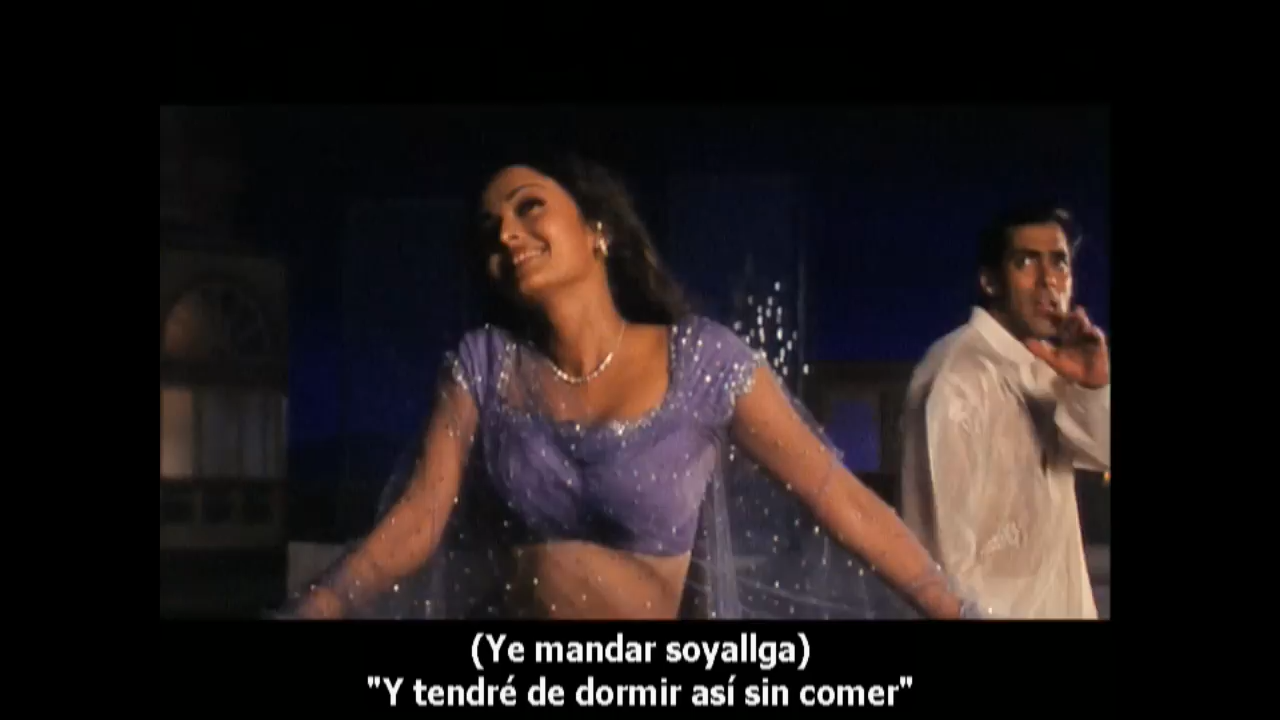 (Ye mandar soyallga)
"Y tendré de dormir así sin comer"